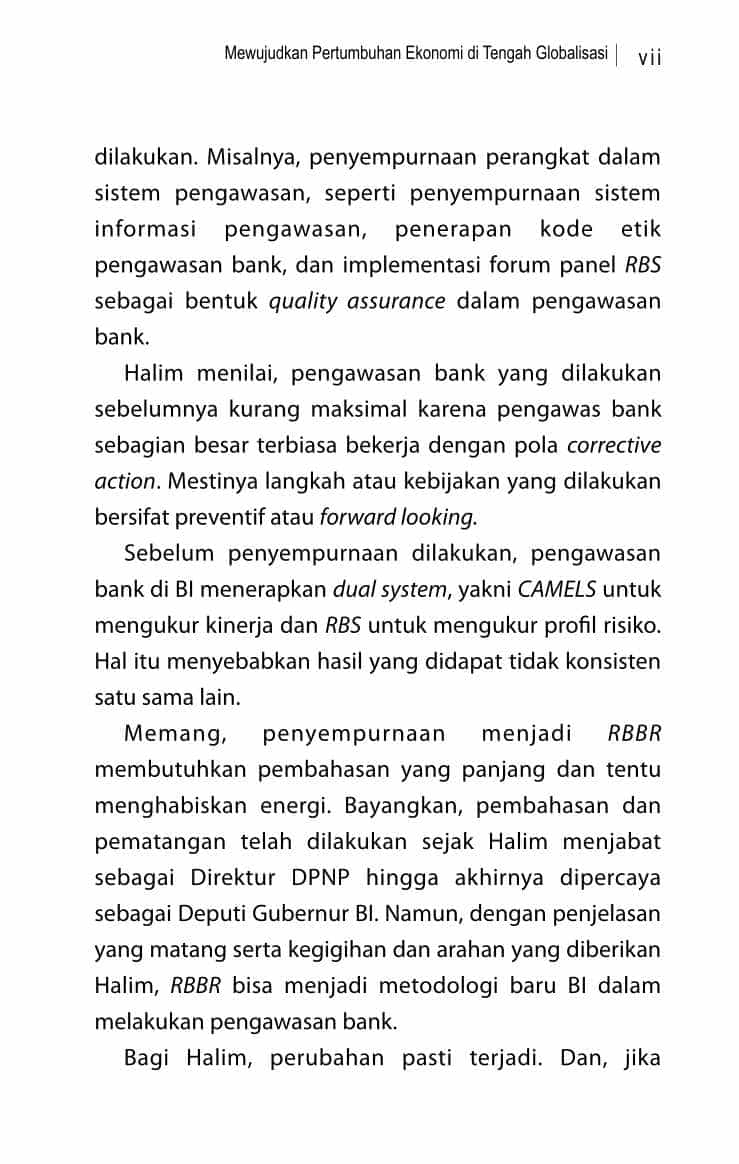 Mewujudkan Pertumbuhan Ekonomi di Tengah Globalisasi | vii
dilakukan. Misalnya, penyempurnaan perangkat dalam
sistem pengawasan, seperti penyempurnaan sistem
informasi pengawasan, penerapan kode etik
pengawasan bank, dan implementasi forum panel RBS
sebagai bentuk quality assurance dalam pengawasan
bank.
Halim menilai, pengawasan bank yang dilakukan
sebelumnya kurang maksimal karena pengawas bank
sebagian besar terbiasa bekerja dengan pola corrective
action. Mestinya langkah atau kebijakan yang dilakukan
bersifat preventif atau forward looking.
Sebelum penyempurnaan dilakukan, pengawasan
bank di BI menerapkan dual system, yakni CAMELS untuk
mengukur kinerja dan RBS untuk mengukur profil risiko.
Hal itu menyebabkan hasil yang didapat tidak konsisten
satu sama lain.
Memang, penyempurnaan menjadi RBBR
membutuhkan pembahasan yang panjang dan tentu
menghabiskan energi. Bayangkan, pembahasan dan
pematangan telah dilakukan sejak Halim menjabat
sebagai Direktur DPNP hingga akhirnya dipercaya
sebagai Deputi Gubernur BI. Namun, dengan penjelasan
yang matang serta kegigihan dan arahan yang diberikan
Halim, RBBR bisa menjadi metodologi baru BI dalam
melakukan pengawasan bank.
Bagi Halim, perubahan pasti terjadi. Dan, jika